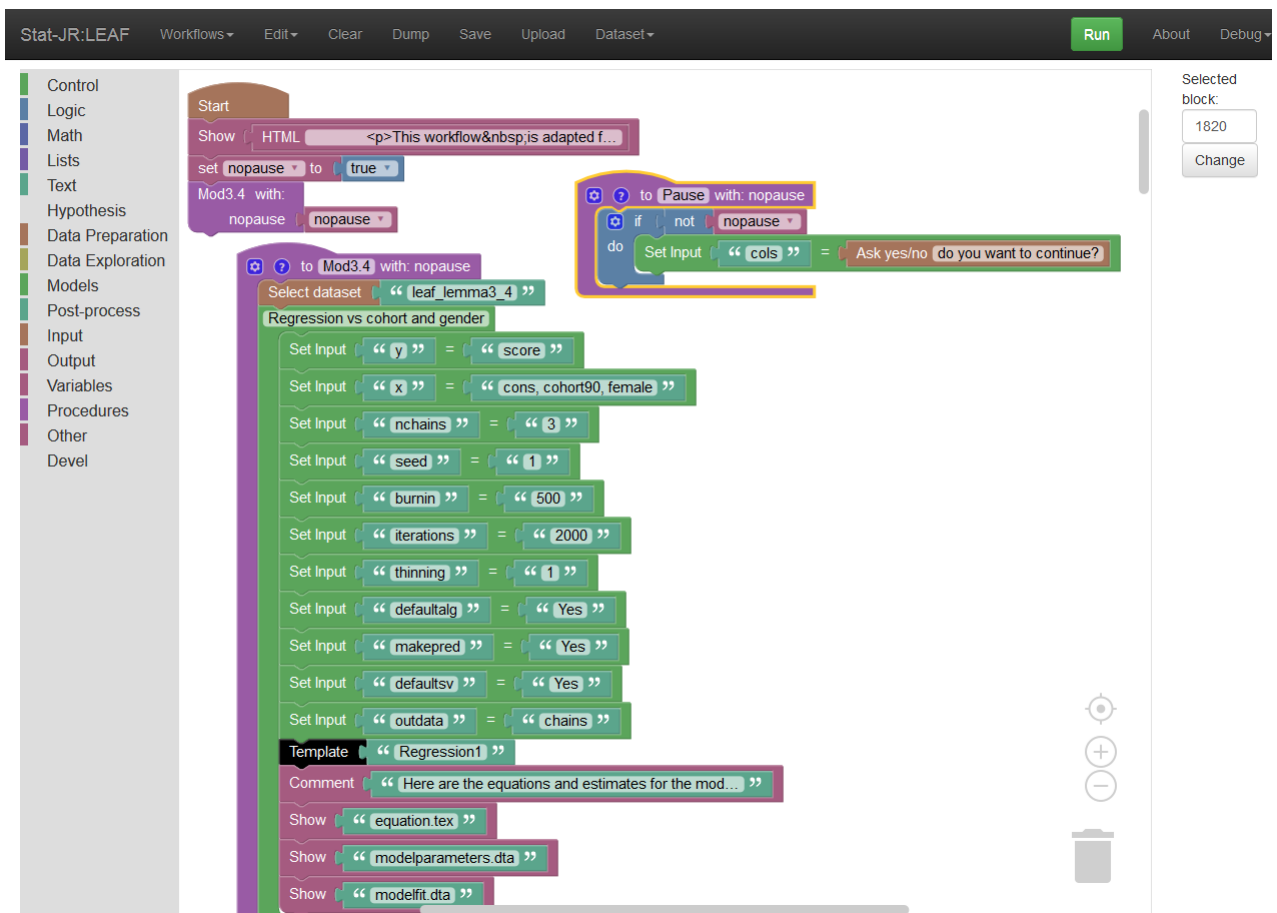 Stat-JR:LEAF Workflows Edit Clear Dump Save Upload Dataset Run About Debug
Control
Logic
Math
Lists
Text
Hypothesis
Data Preparation
Data Exploration
Models
Post-process
Input
Output
Variables
Procedures
Other
Devel
Start
Show HTML <p>This workflow&nbsp;is adapted f...
set nopause to true
Mod3.4 with:
nopause nopause
? to Pause with: nopause
if not nopause
do Set Input “ cols ” = Ask yes/no do you want to continue?
? to Mod3.4 with: nopause
Select dataset “ leaf_lemma3_4 ”
Regression vs cohort and gender
Set Input “ y ” = “ score ”
Set Input “ x ” = “ cons, cohort90, female ”
Set Input “ nchains ” = “ 3 ”
Set Input “ seed ” = “ 1 ”
Set Input “ burnin ” = “ 500 ”
Set Input “ iterations ” = “ 2000 ”
Set Input “ thinning ” = “ 1 ”
Set Input “ defaultalg ” = “ Yes ”
Set Input “ makepred ” = “ Yes ”
Set Input “ defaultsv ” = “ Yes ”
Set Input “ outdata ” = “ chains ”
Template “ Regression1 ”
Comment “ Here are the equations and estimates for the mod... ”
Show “ equation.tex ”
Show “ modelparameters.dta ”
Show “ modelfit.dta ”
Selected
block:
1820
Change